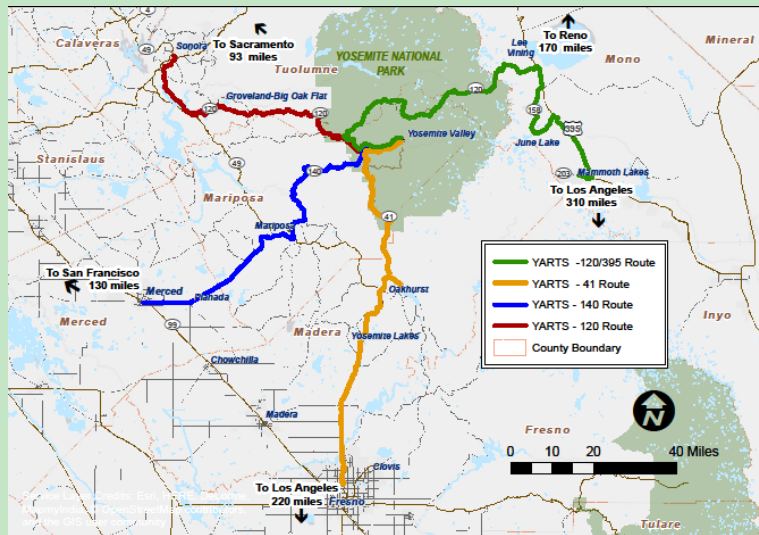 4
To Reno
170 miles
Calaveras
49
Sonora
To Sacramento
93 miles
Tuolumne
YOSEMITE NATIONAL
PARK
Lee
Vining
Mono
Mineral
Groveland-Big Oak Flat
120
120
120
158
395
Yosemite Valley
June Lake
Stanislaus
49
140
203
Mammoth Lakes
To Los Angeles
310 miles
Mariposa
Mariposa
41
To San Francisco
130 miles
Merced
Planada
Oakhurst
YARTS -120/395 Route
YARTS - 41 Route
YARTS - 140 Route
YARTS - 120 Route
County Boundary
Merced
99
Madera
Yosemite Lakes
Inyo
Chowchilla
Madera
N
Fresno
0 10 20 40 Miles
Clovis
To Los Angeles
220 miles
Fresno
Tulare